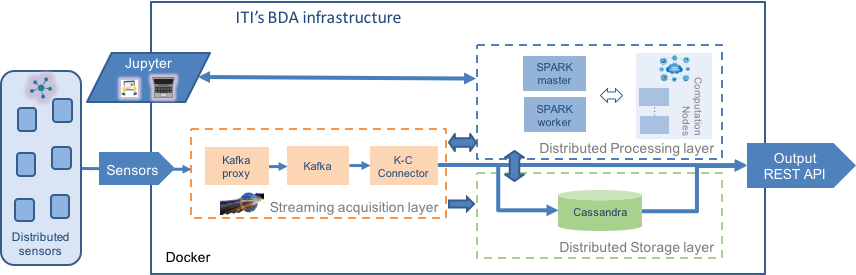 ITI's BDA infrastructure
Jupyter
SPARK
master
SPARK
worker
Computation
Nodes
Distributed Processing layer
Kafka
proxy
Kafka
K-C
Connector
Streaming acquisition layer
Sensors
Output
REST API
Cassandra
Distributed Storage layer
Distributed
sensors
Docker